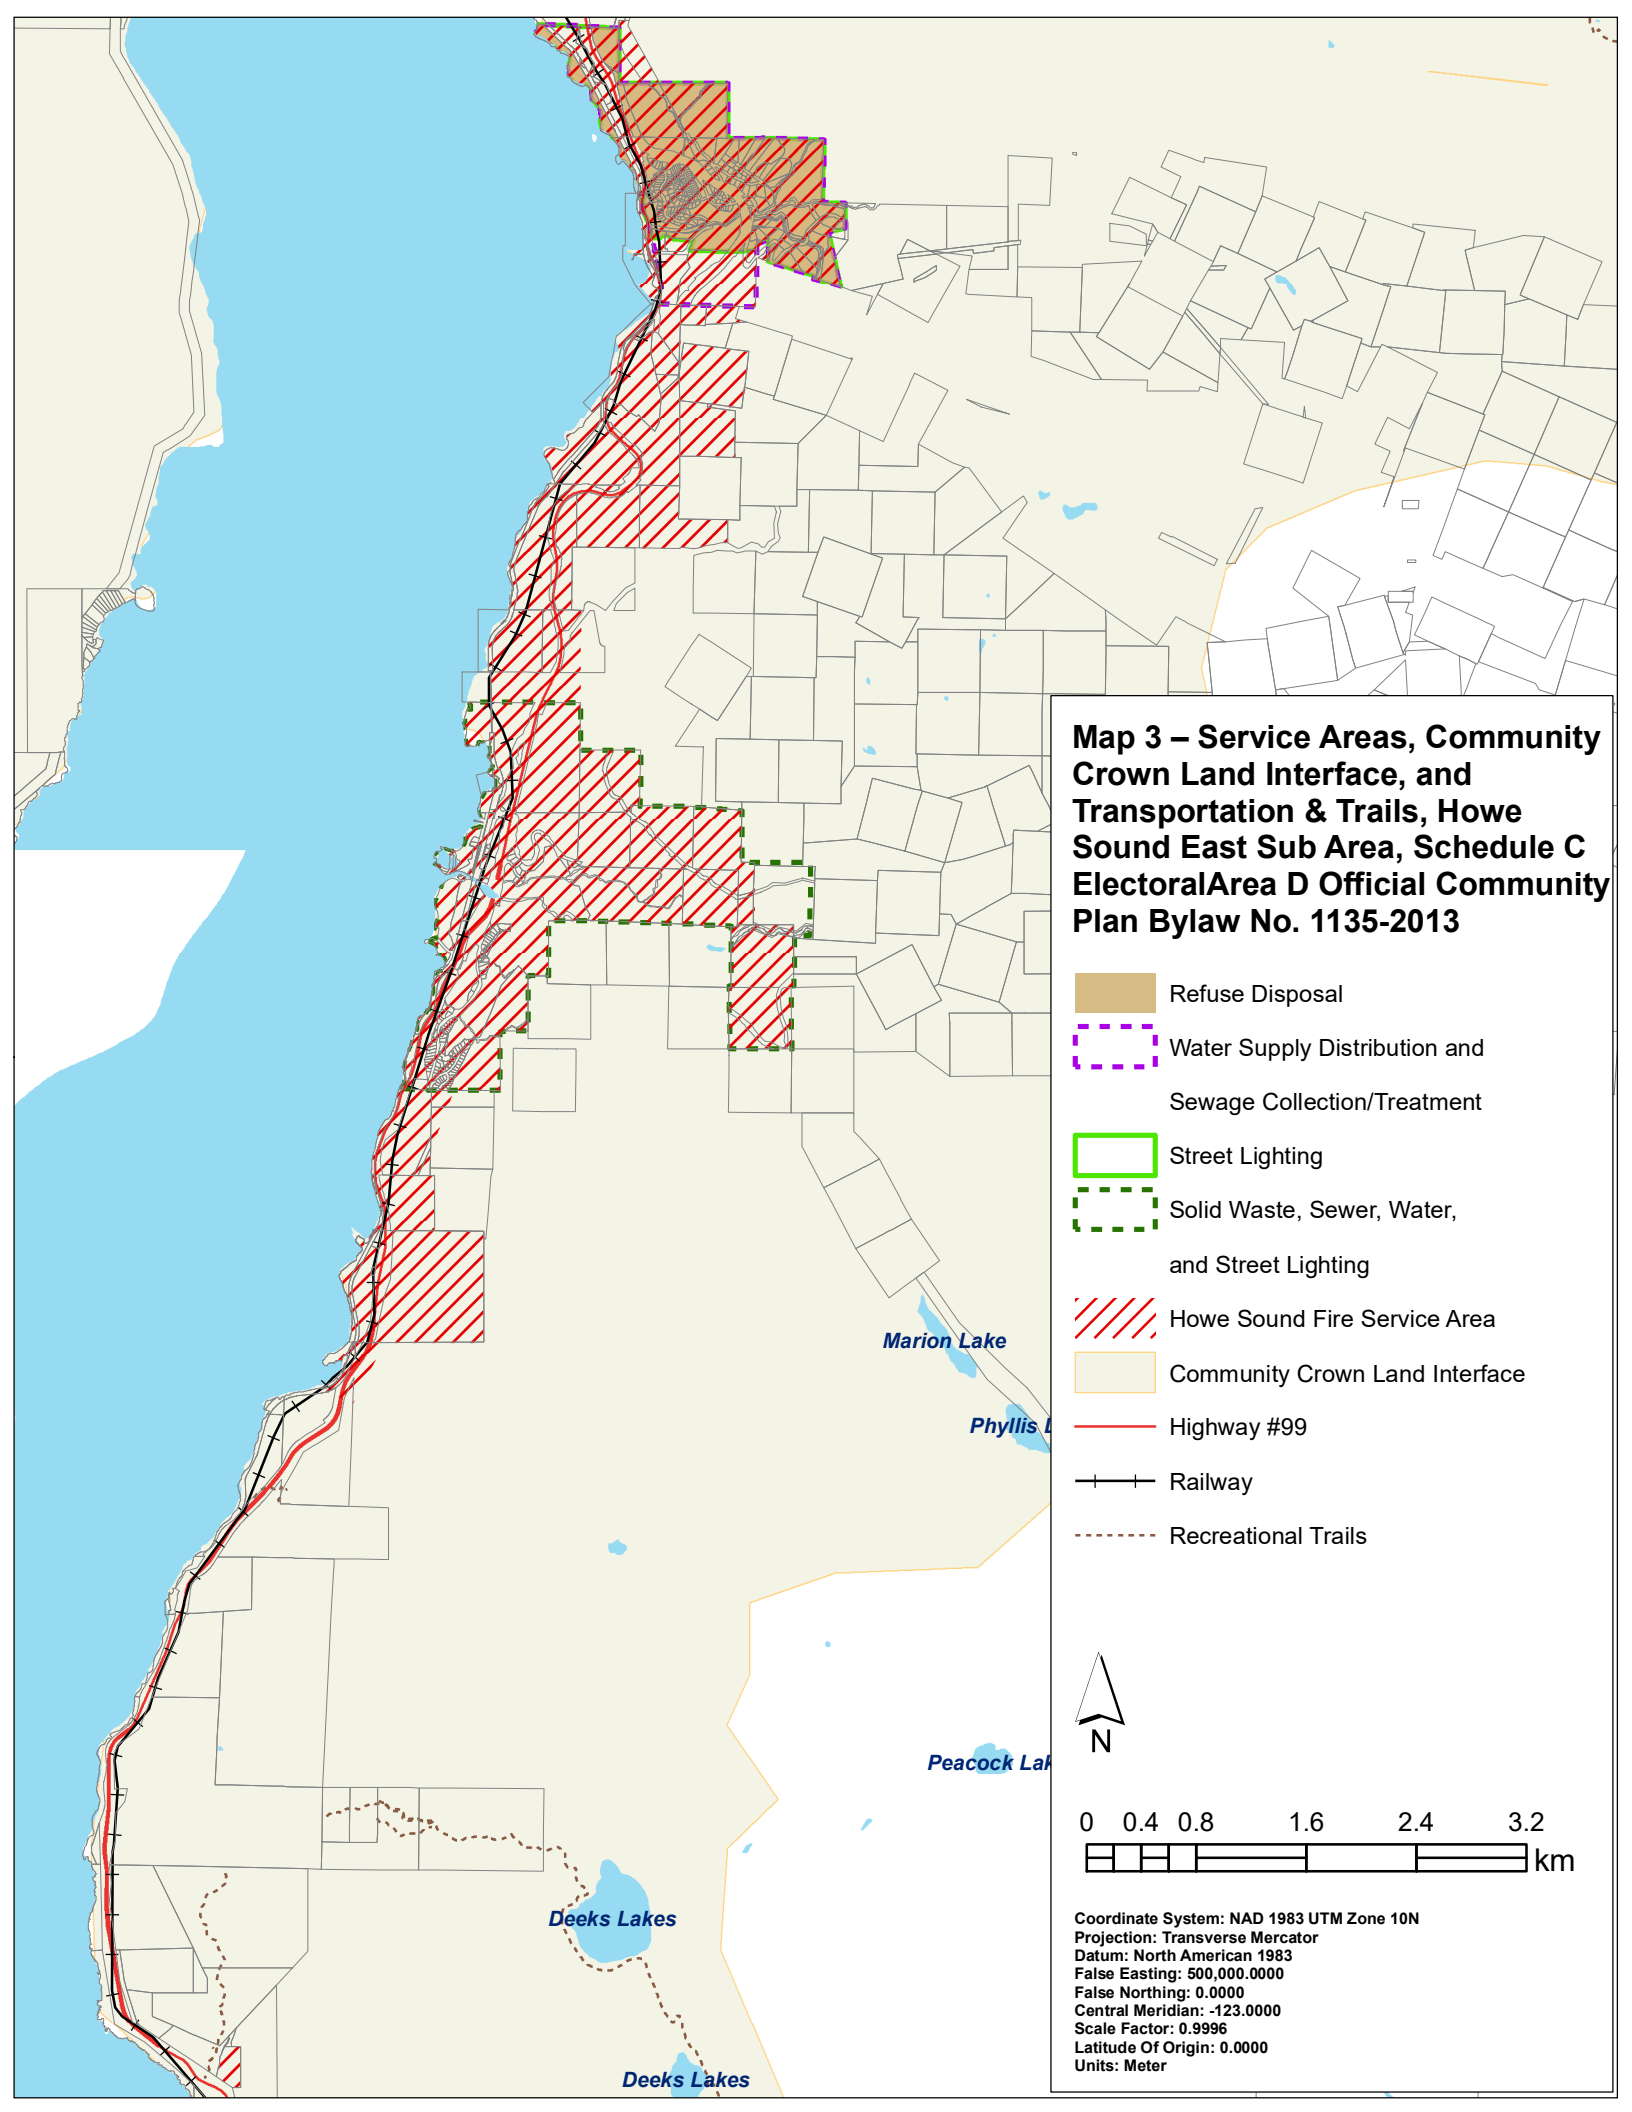 Map 3 – Service Areas, Community
Crown Land Interface, and
Transportation & Trails, Howe
Sound East Sub Area, Schedule C
ElectoralArea D Official Community
Plan Bylaw No. 1135-2013
Refuse Disposal
Water Supply Distribution and
Sewage Collection/Treatment
Street Lighting
Solid Waste, Sewer, Water,
and Street Lighting
Howe Sound Fire Service Area
Community Crown Land Interface
Highway #99
Railway
Recreational Trails
Marion Lake
Phyllis
Peacock Lak
Deeks Lakes
Deeks Lakes
N
0 0.4 0.8 1.6 2.4 3.2
km
Coordinate System: NAD 1983 UTM Zone 10N
Projection: Transverse Mercator
Datum: North American 1983
False Easting: 500,000.0000
False Northing: 0.0000
Central Meridian: -123.0000
Scale Factor: 0.9996
Latitude Of Origin: 0.0000
Units: Meter